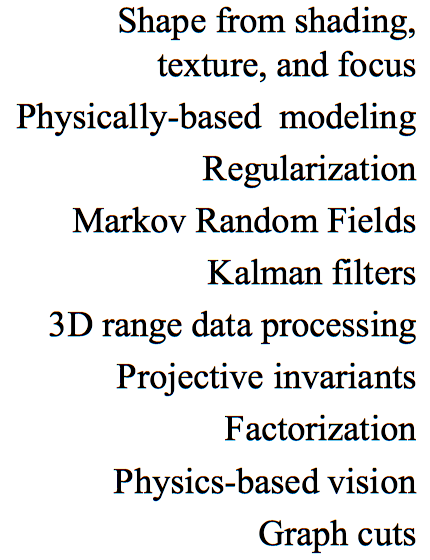 Shape from shading,
texture, and focus
Physically-based modeling
Regularization
Markov Random Fields
Kalman filters
3D range data processing
Projective invariants
Factorization
Physics-based vision
Graph cuts